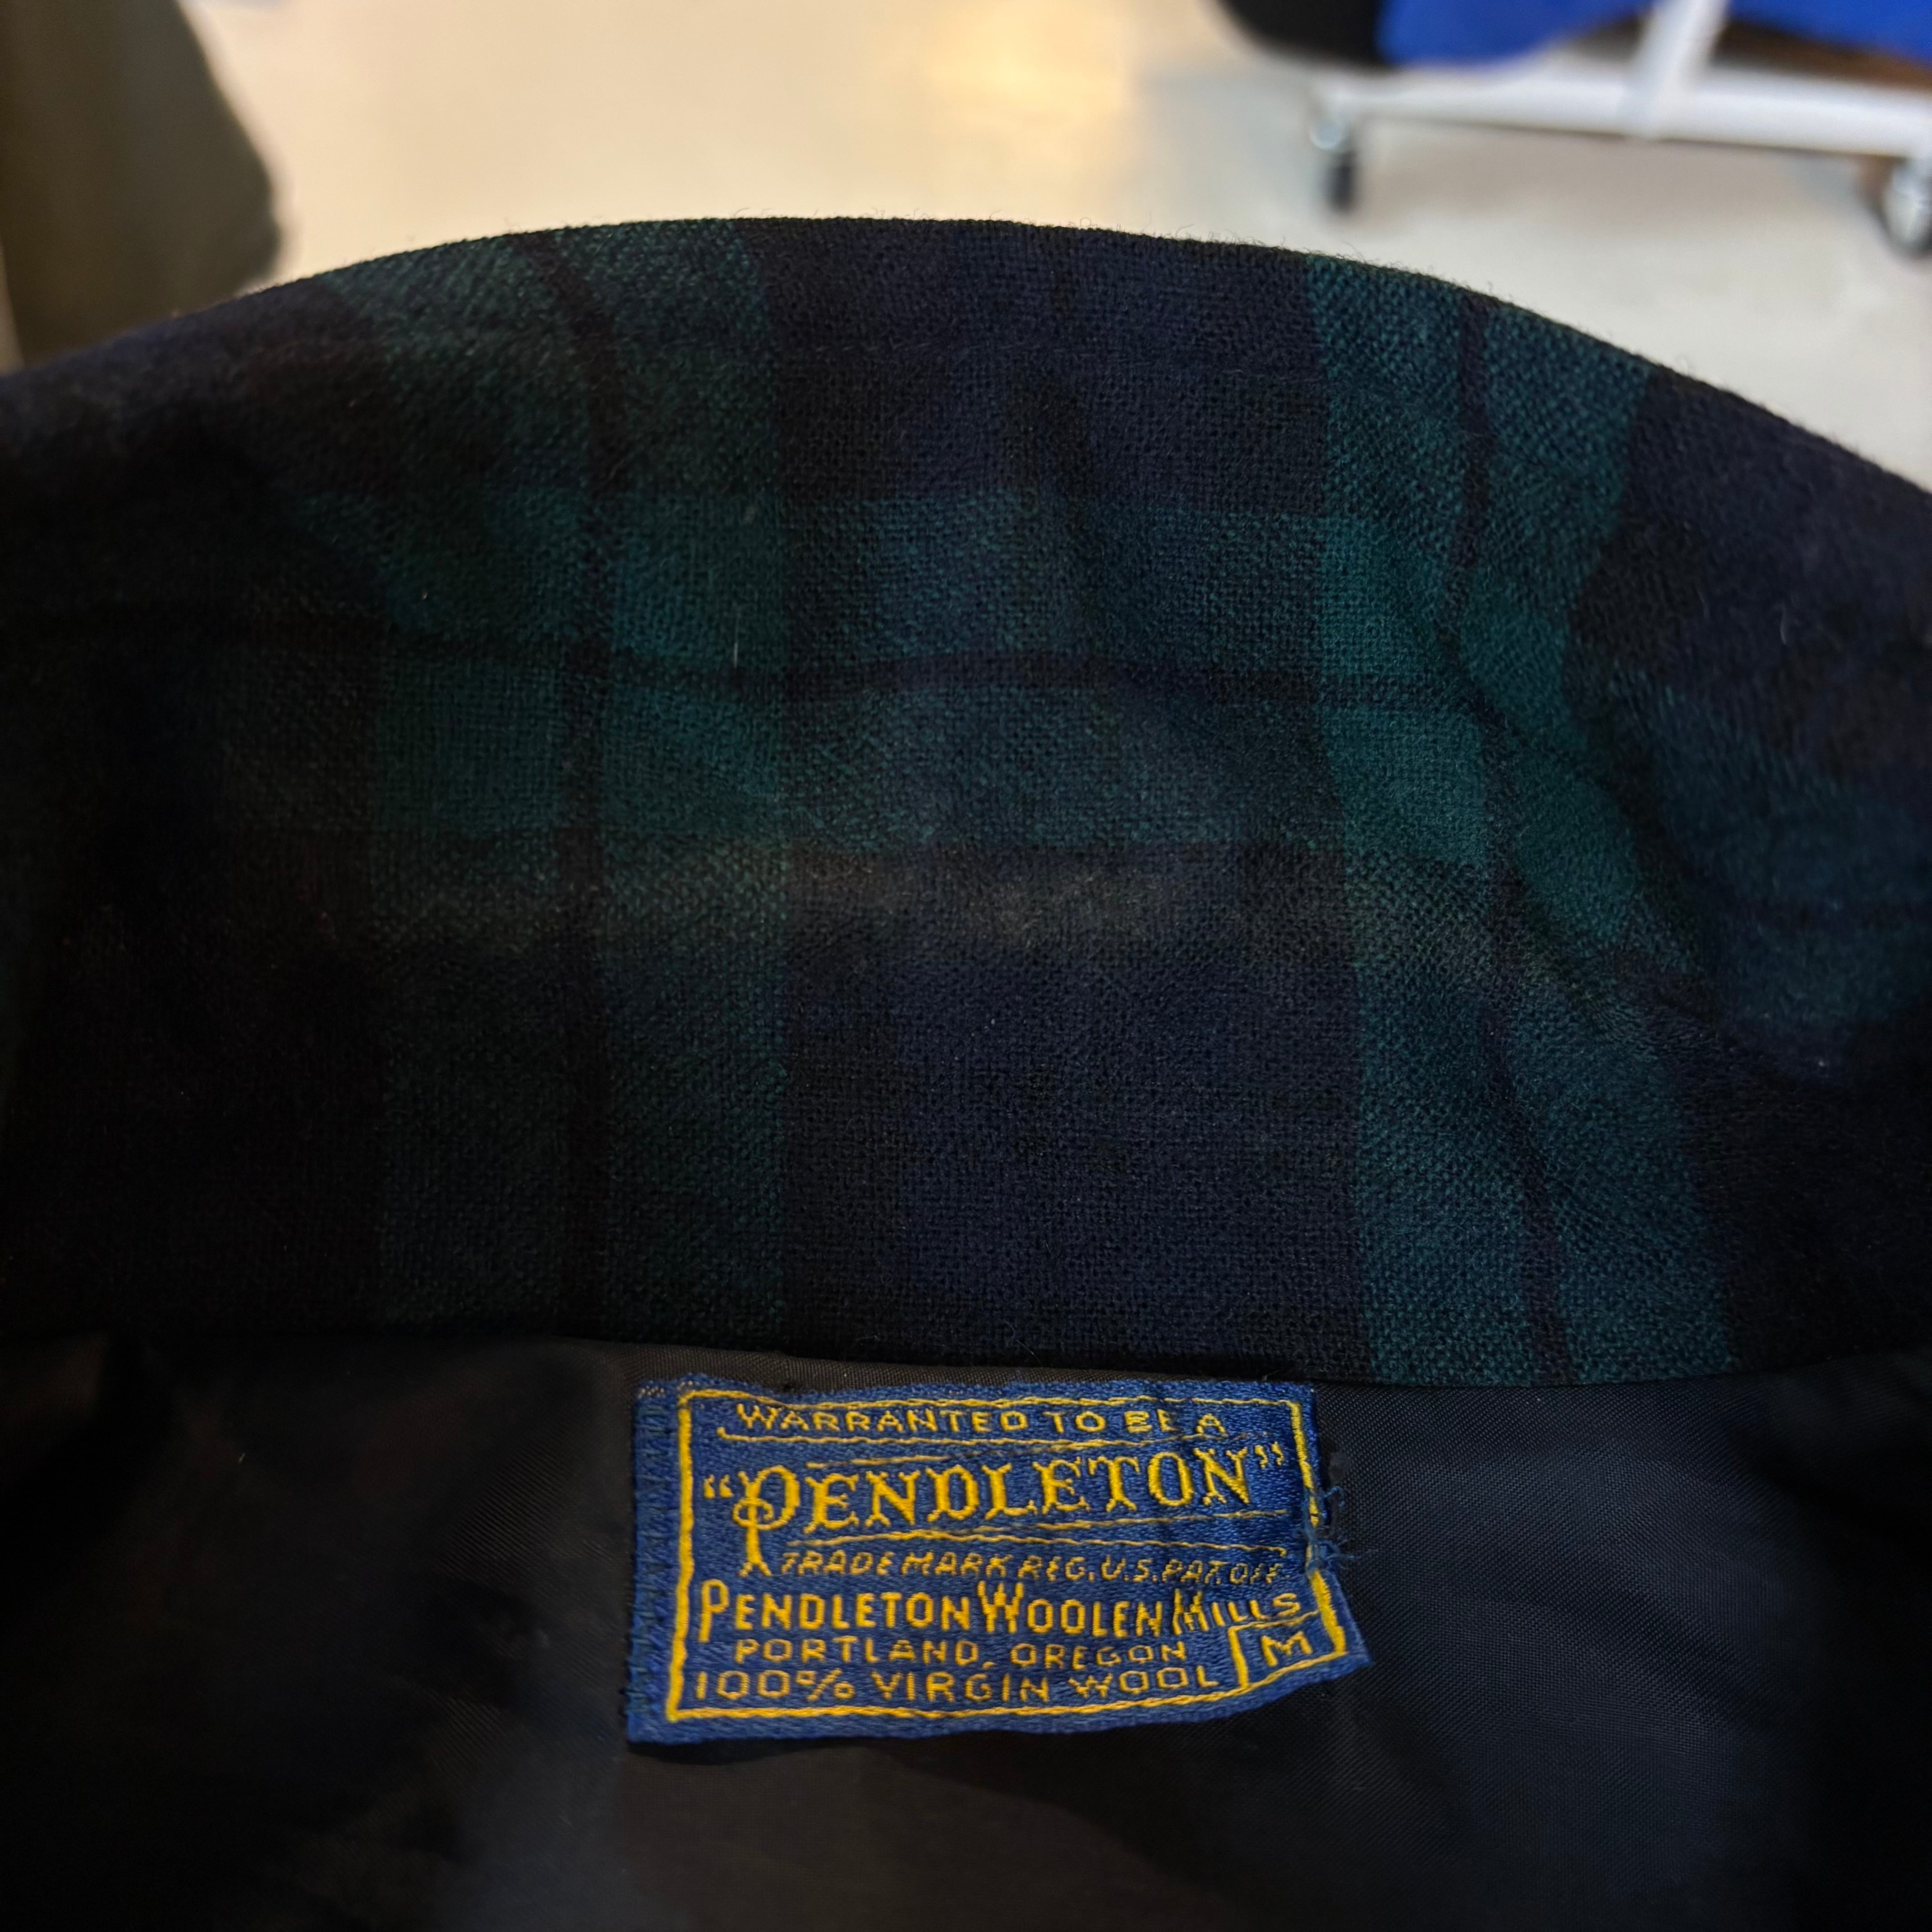 WARRANTED TO BE A
"PENDLETON"
TRADE MARK REG. U.S. PAT. OFF.
PENDLETON WOOLEN MILLS
PORTLAND, OREGON
100% VIRGIN WOOL M